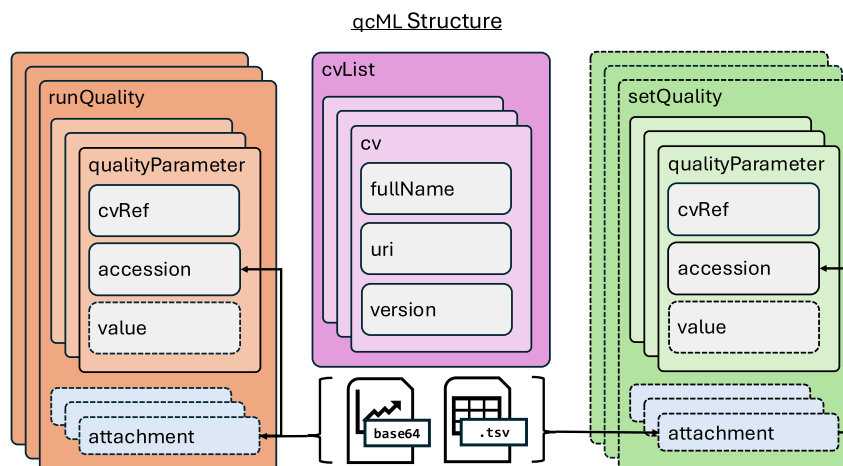 qcML Structure
runQuality
qualityParameter
cvRef
accession
value
attachment
cvList
cv
fullName
uri
version
base64
.tsv
setQuality
qualityParameter
cvRef
accession
value
attachment